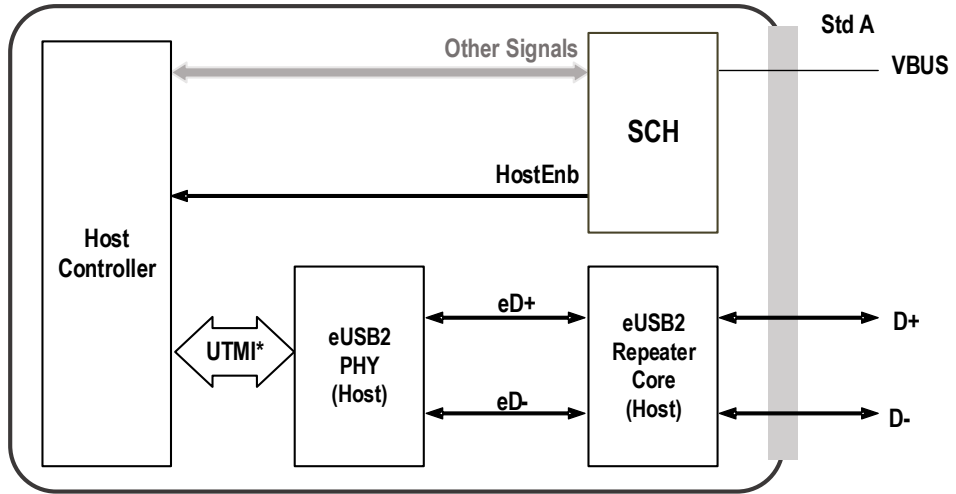 Std A
Other Signals
VBUS
SCH
HostEnb
Host
Controller
UTMI*
eUSB2
PHY
(Host)
eD+
eD-
eUSB2
Repeater
Core
(Host)
D+
D-